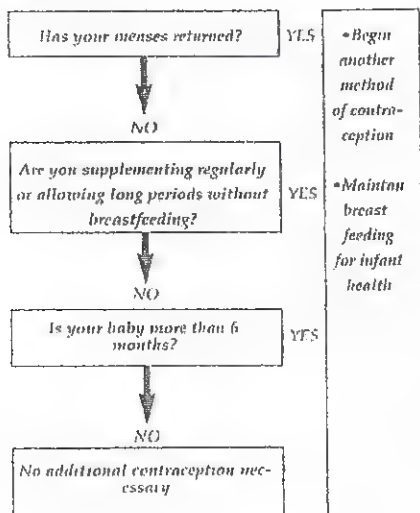 Has your menses returned?
YES
NO
Are you supplementing regularly
or allowing long periods without
breastfeeding?
YES
NO
Is your baby more than 6
months?
YES
NO
No additional contraception nec-
essary
•Begin
another
method
of contra-
ception
•Maintan
breast
feeding
for infant
health